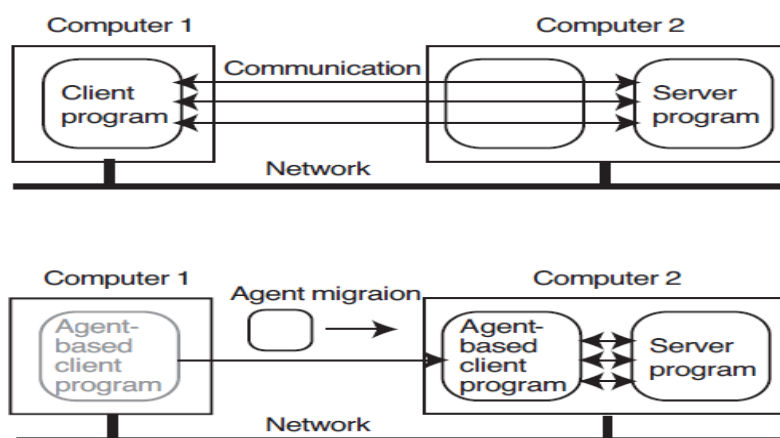 Computer 1
Computer 2
Communication
Client
program
Server
program
Network
Computer 1
Computer 2
Agent migraion
Agent-
based
client
program
Agent-
based
client
program
Server
program
Network